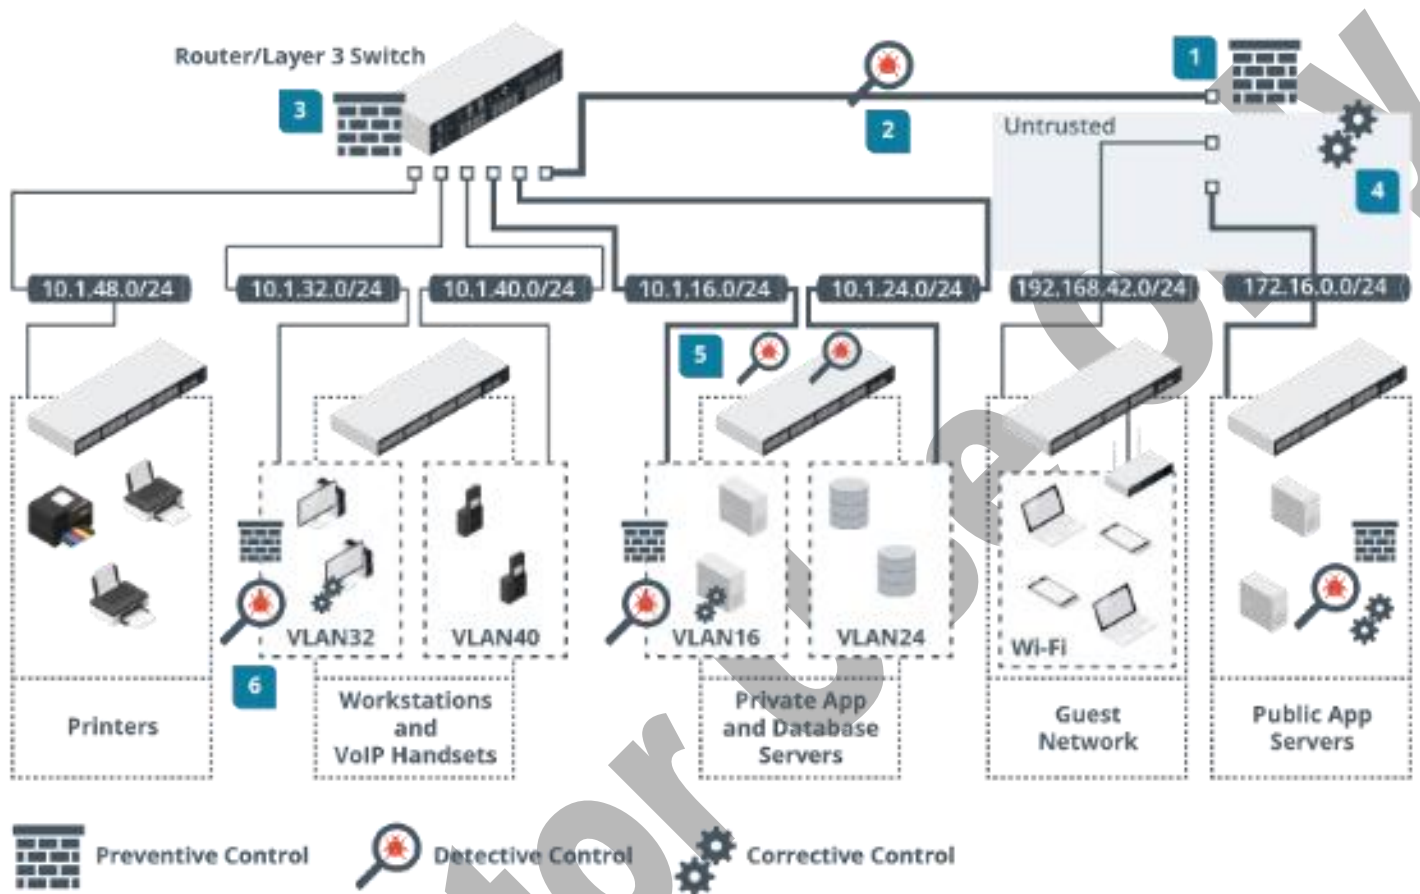 Router/Layer 3 Switch
1
3
2
Untrusted
4
10.1.48.0/24
10.1.32.0/24
10.1.40.0/24
10.1.16.0/24
10.1.24.0/24
192.168.42.0/24
172.16.0.0/24
5
VLAN32
VLAN40
VLAN16
VLAN24
Wi-Fi
6
Printers
Workstations
and
VoIP Handsets
Private App
and Database
Servers
Guest
Network
Public App
Servers
Preventive Control
Detective Control
Corrective Control